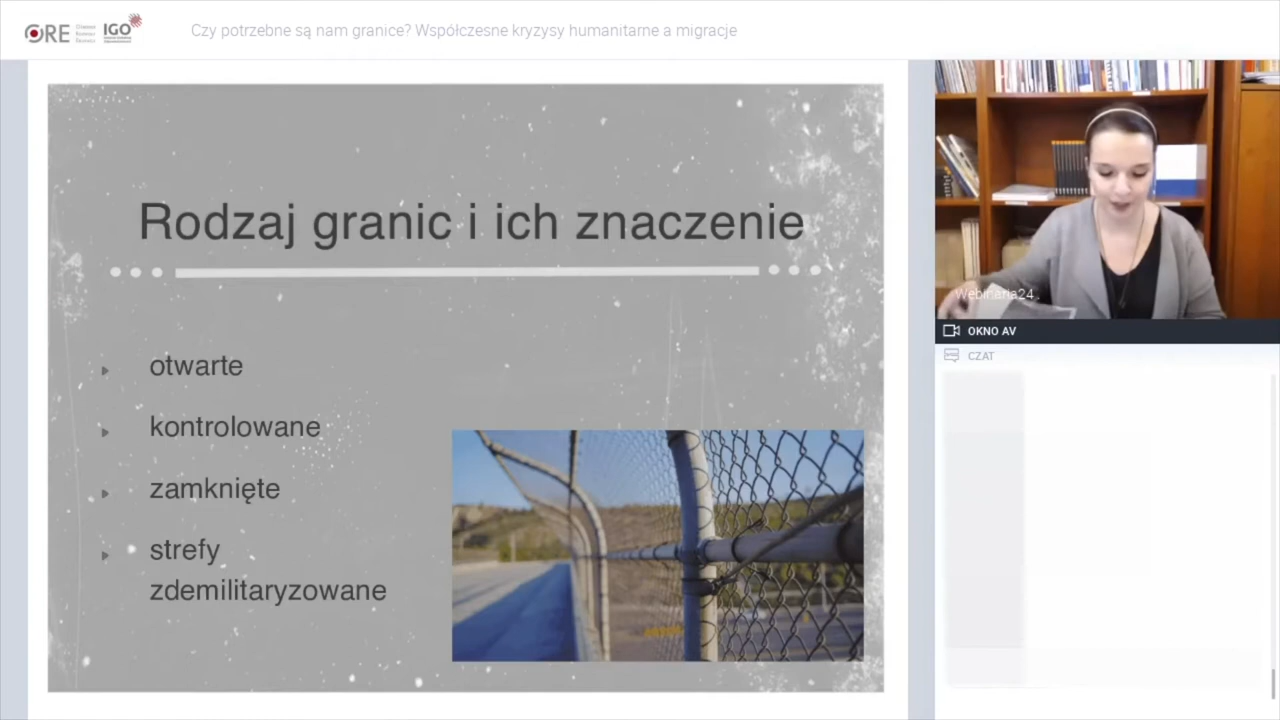 ORE
IGO
Czy potrzebne są nam granice? Współczesne kryzysy humanitarne a migracje
Rodzaj granic i ich znaczenie
otwarte
kontrolowane
zamknięte
strefy
zdemilitaryzowane
Webinaria24
OKNO AV
CZAT